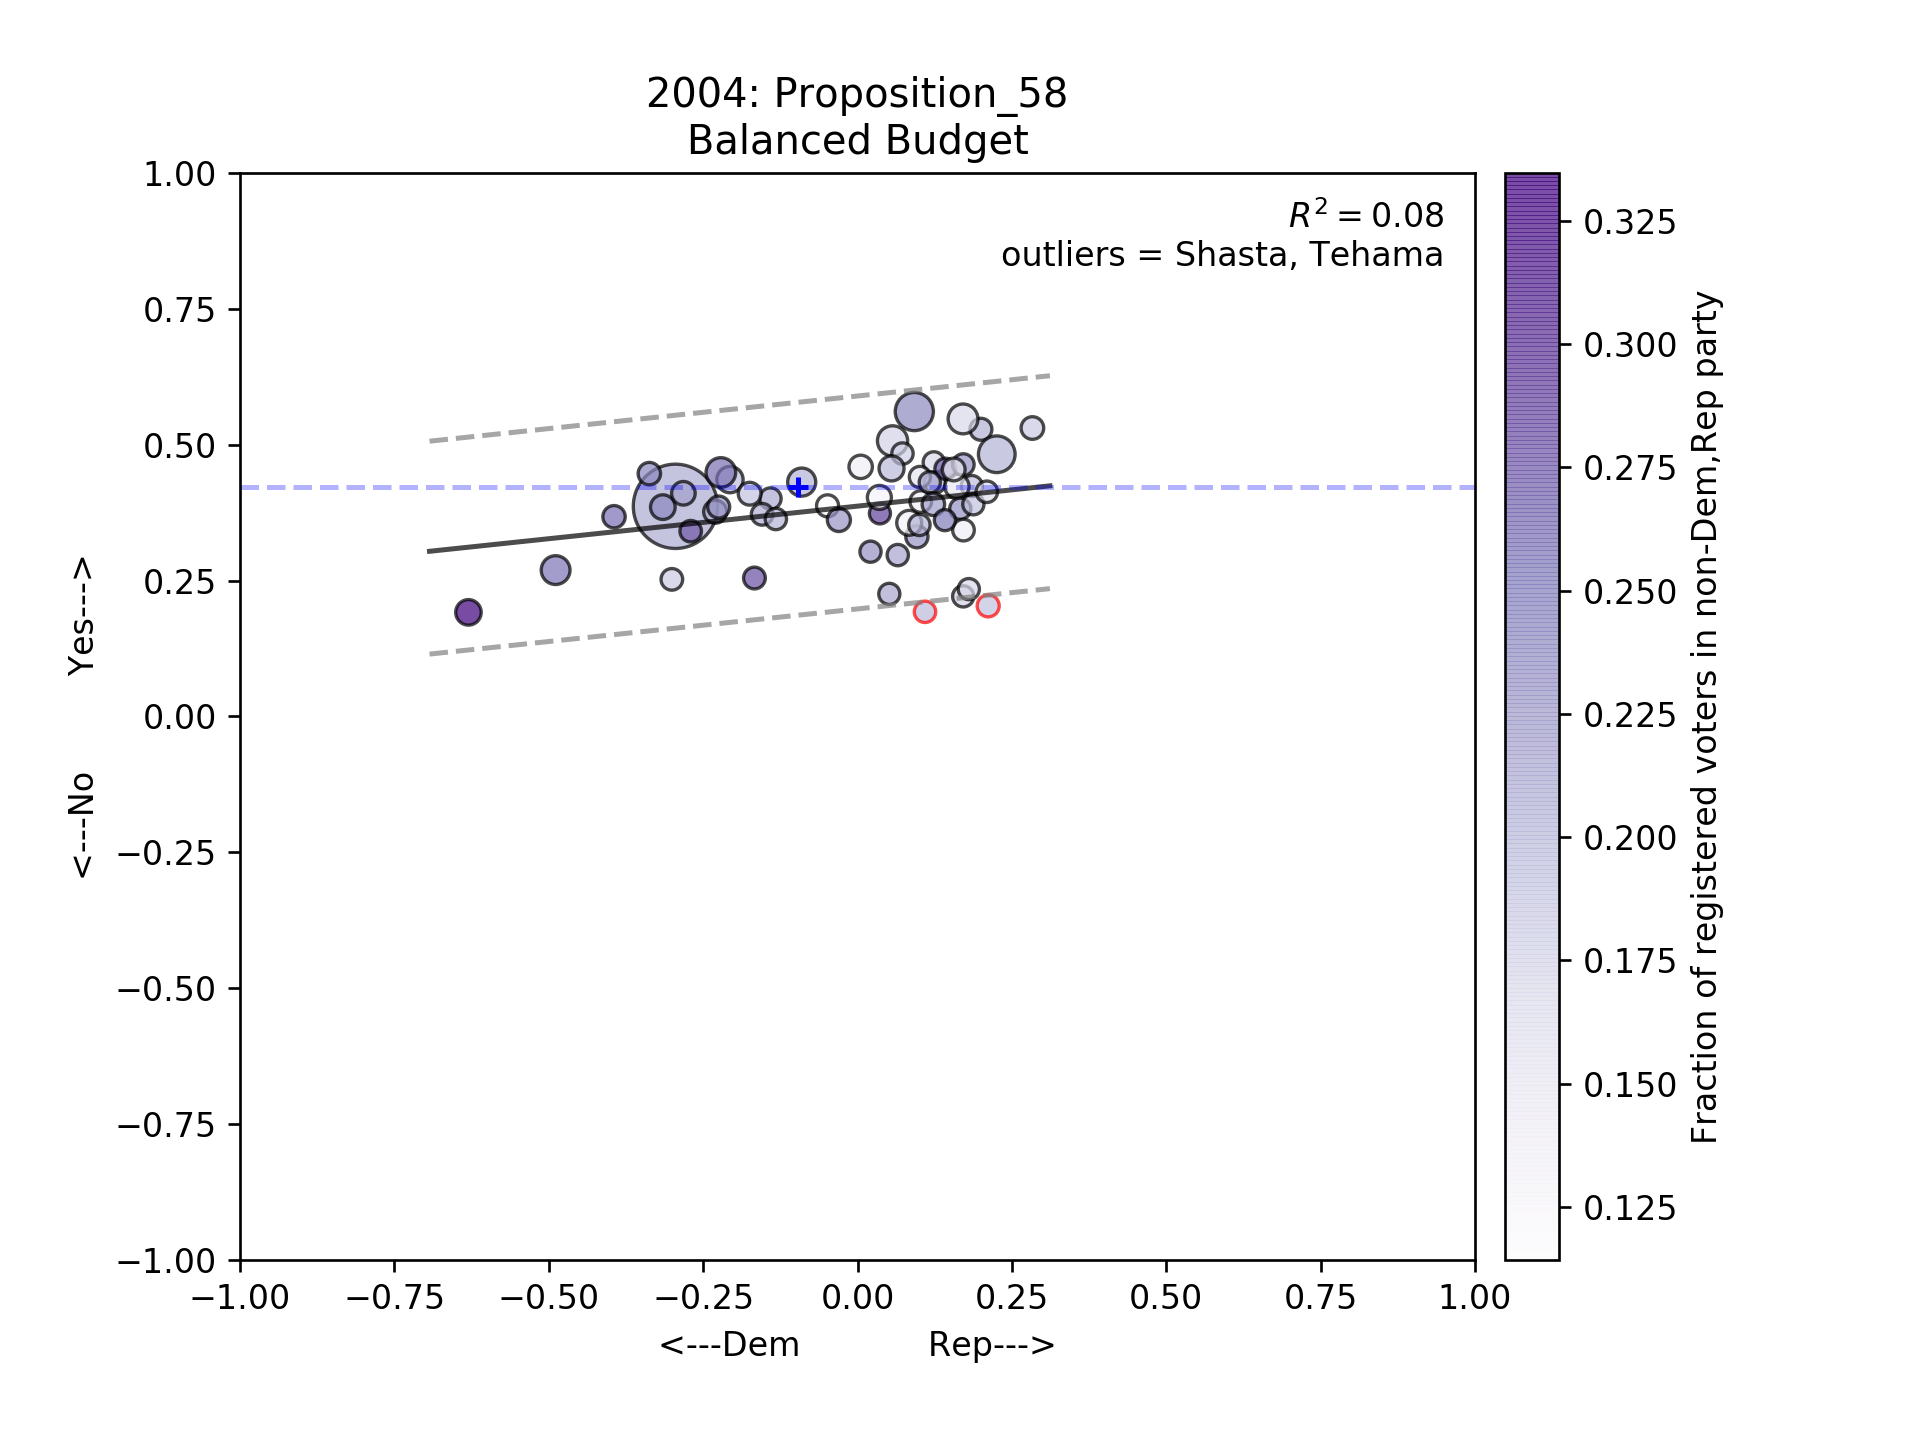 2004: Proposition_58
Balanced Budget
R² = 0.08
outliers = Shasta, Tehama
1.00
0.75
0.50
0.25
0.00
−0.25
−0.50
−0.75
−1.00
<---No Yes---->
−1.00 −0.75 −0.50 −0.25 0.00 0.25 0.50 0.75 1.00
<---Dem Rep--->
0.325
0.300
0.275
0.250
0.225
0.200
0.175
0.150
0.125
Fraction of registered voters in non-Dem,Rep party